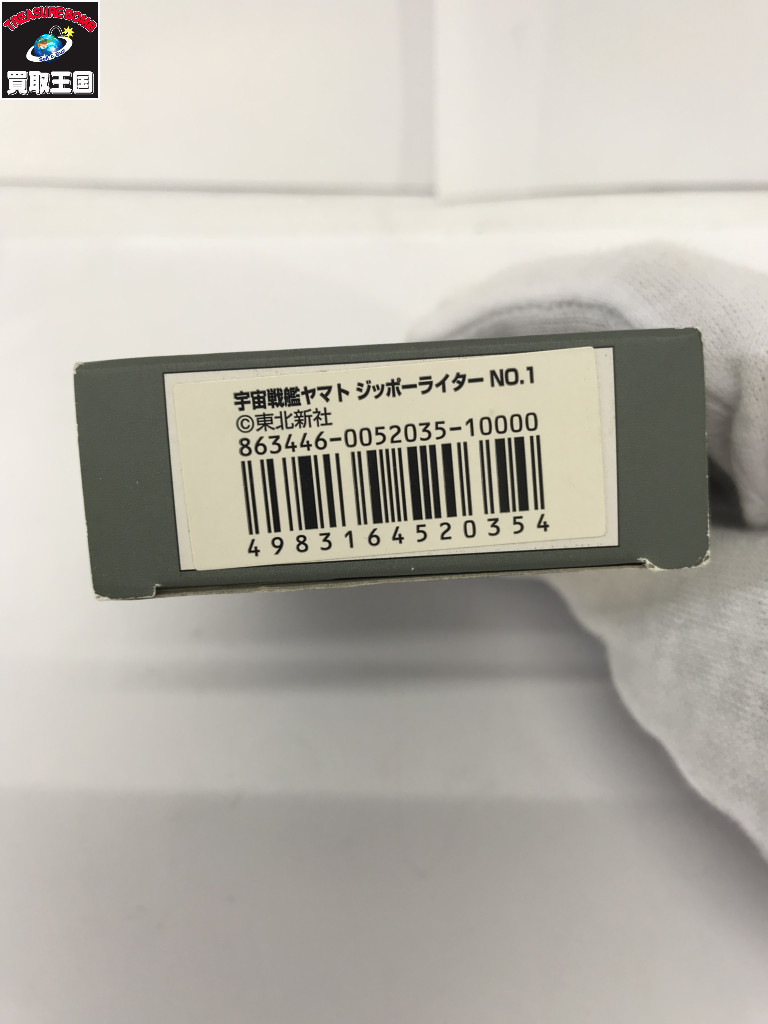 TREASURE BOMB
買取王国
宇宙戦艦ヤマト ジッポーライター NO.1
©東北新社
863446-0052035-10000
4983164520354